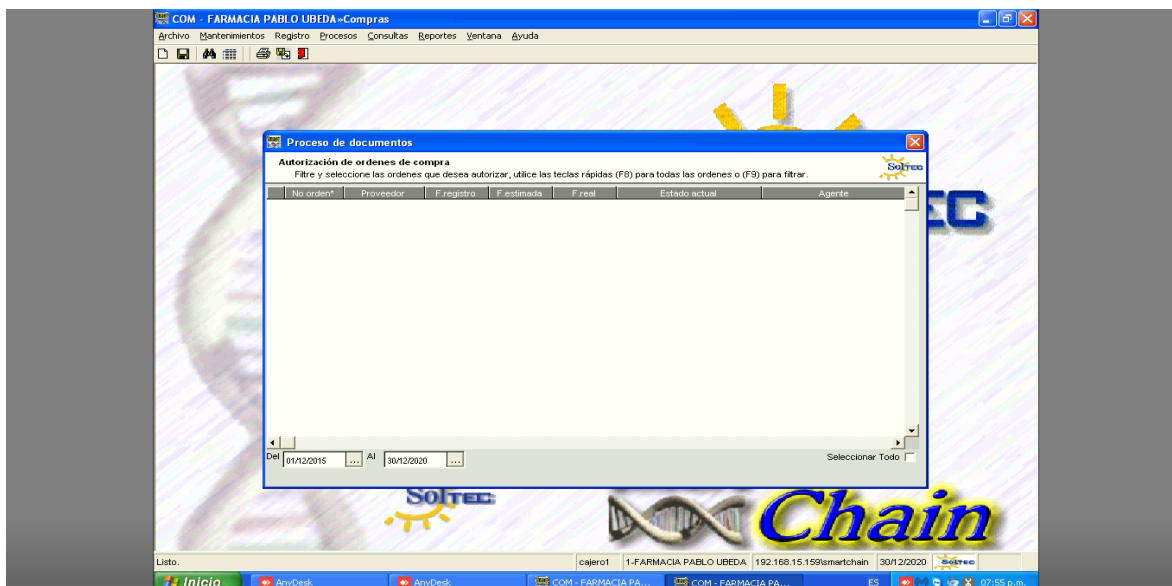 COM - FARMACIA PABLO UBEDA»Compras
Archivo Mantenimientos Registro Procesos Consultas Reportes Ventana Ayuda
Proceso de documentos
Autorización de ordenes de compra
Filtre y seleccione las ordenes que desea autorizar, utilice las teclas rápidas (F8) para todas las ordenes o (F9) para filtrar.
SolTEC
No orden* Proveedor F.registro F.estimada F.real Estado actual Agente
EC
Del 01/12/2015 ... Al 30/12/2020 ... Seleccionar Todo
SolTEC
Chain
Listo. cajero1 1-FARMACIA PABLO UBEDA 192.168.15.159\smartchain 30/12/2020 SolTEC
Inicio AnyDesk AnyDesk COM - FARMACIA PA... COM - FARMACIA PA... ES 07:55 p.m.